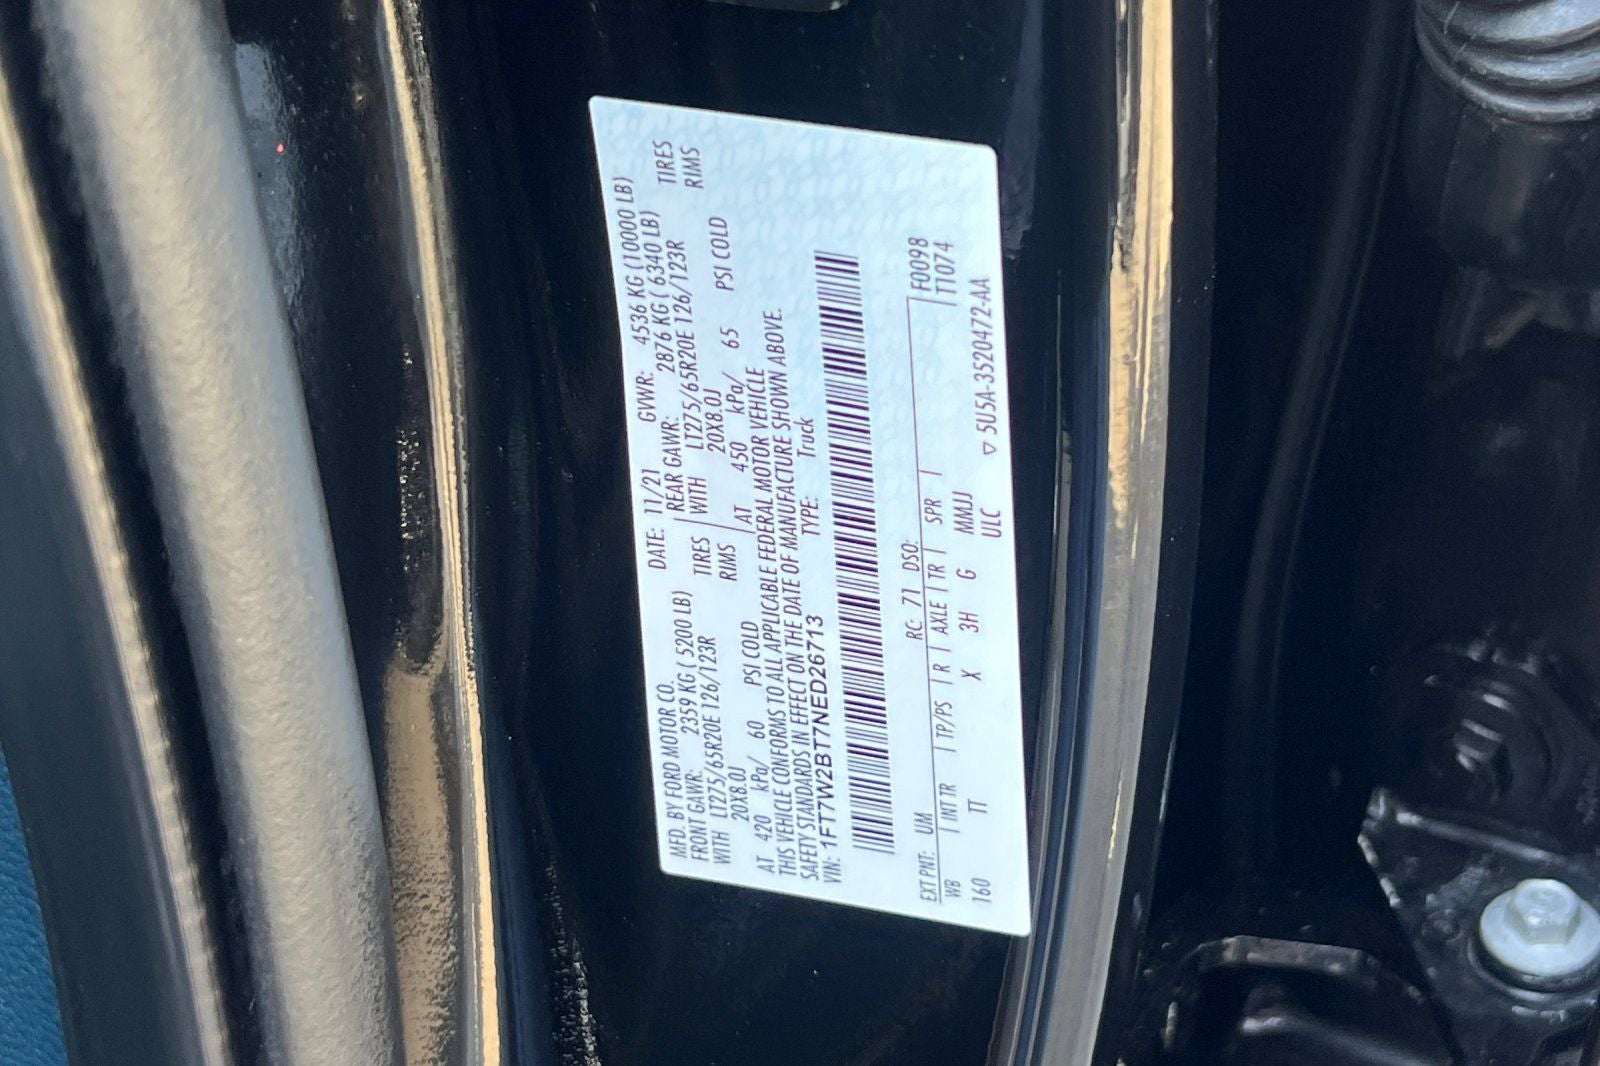 MFD. BY FORD MOTOR CO. DATE: 11/21 GVWR: 4536 KG (10000 LB)
FRONT GAWR: 2359 KG ( 5200 LB) REAR GAWR: 2876 KG ( 6340 LB)
WITH LT275/65R20E 126/123R TIRES WITH LT275/65R20E 126/123R TIRES
20X8.0J RIMS 20X8.0J RIMS
AT 420 kPa/ 60 PSI COLD AT 450 kPa/ 65 PSI COLD
THIS VEHICLE CONFORMS TO ALL APPLICABLE FEDERAL MOTOR VEHICLE
SAFETY STANDARDS IN EFFECT ON THE DATE OF MANUFACTURE SHOWN ABOVE.
VIN: 1FT7W2BT7NED26713 TYPE: Truck
EXT PNT: UM RC: 71 DSO: F0098
WB INT TR TP/PS R AXLE TR SPR TT074
160 TT X 3H G MMJJ
ULC ▽ 5U5A-3520472-AA